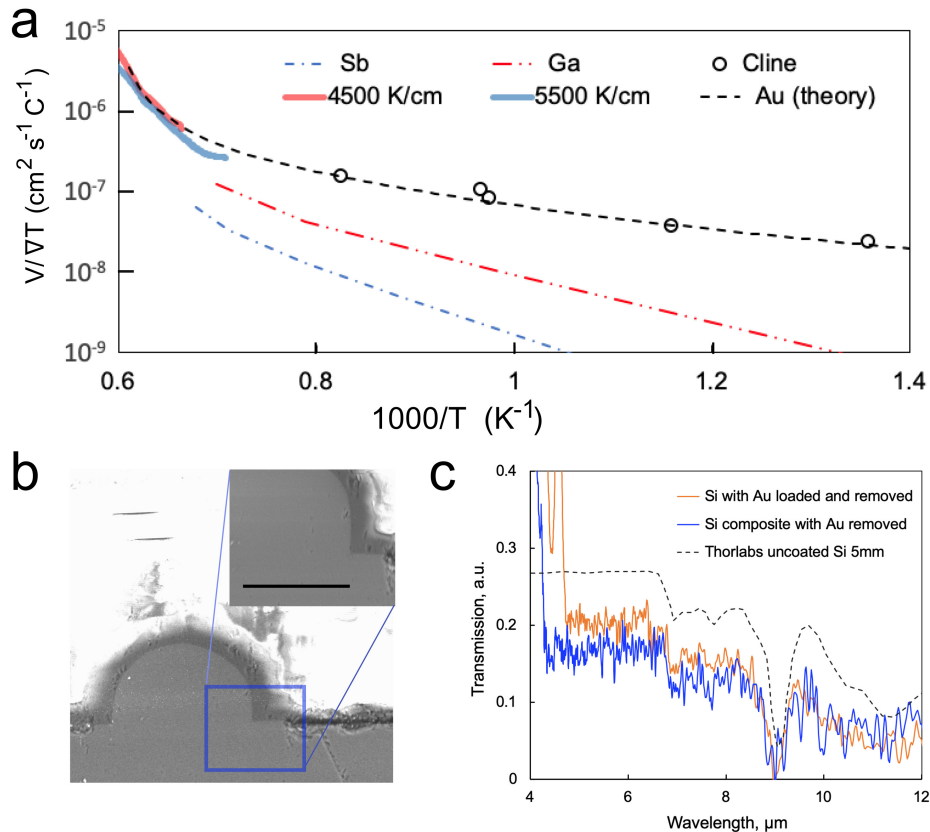 a
10-5
10-6
10-7
10-8
10-9
V/∇T (cm2 s-1 C-1)
Sb
Ga
Cline
4500 K/cm
5500 K/cm
Au (theory)
0.6
0.8
1
1.2
1.4
1000/T (K-1)
b
c
0.4
0.3
0.2
0.1
0
Transmission, a.u.
Si with Au loaded and removed
Si composite with Au removed
Thorlabs uncoated Si 5mm
4
6
8
10
12
Wavelength, µm